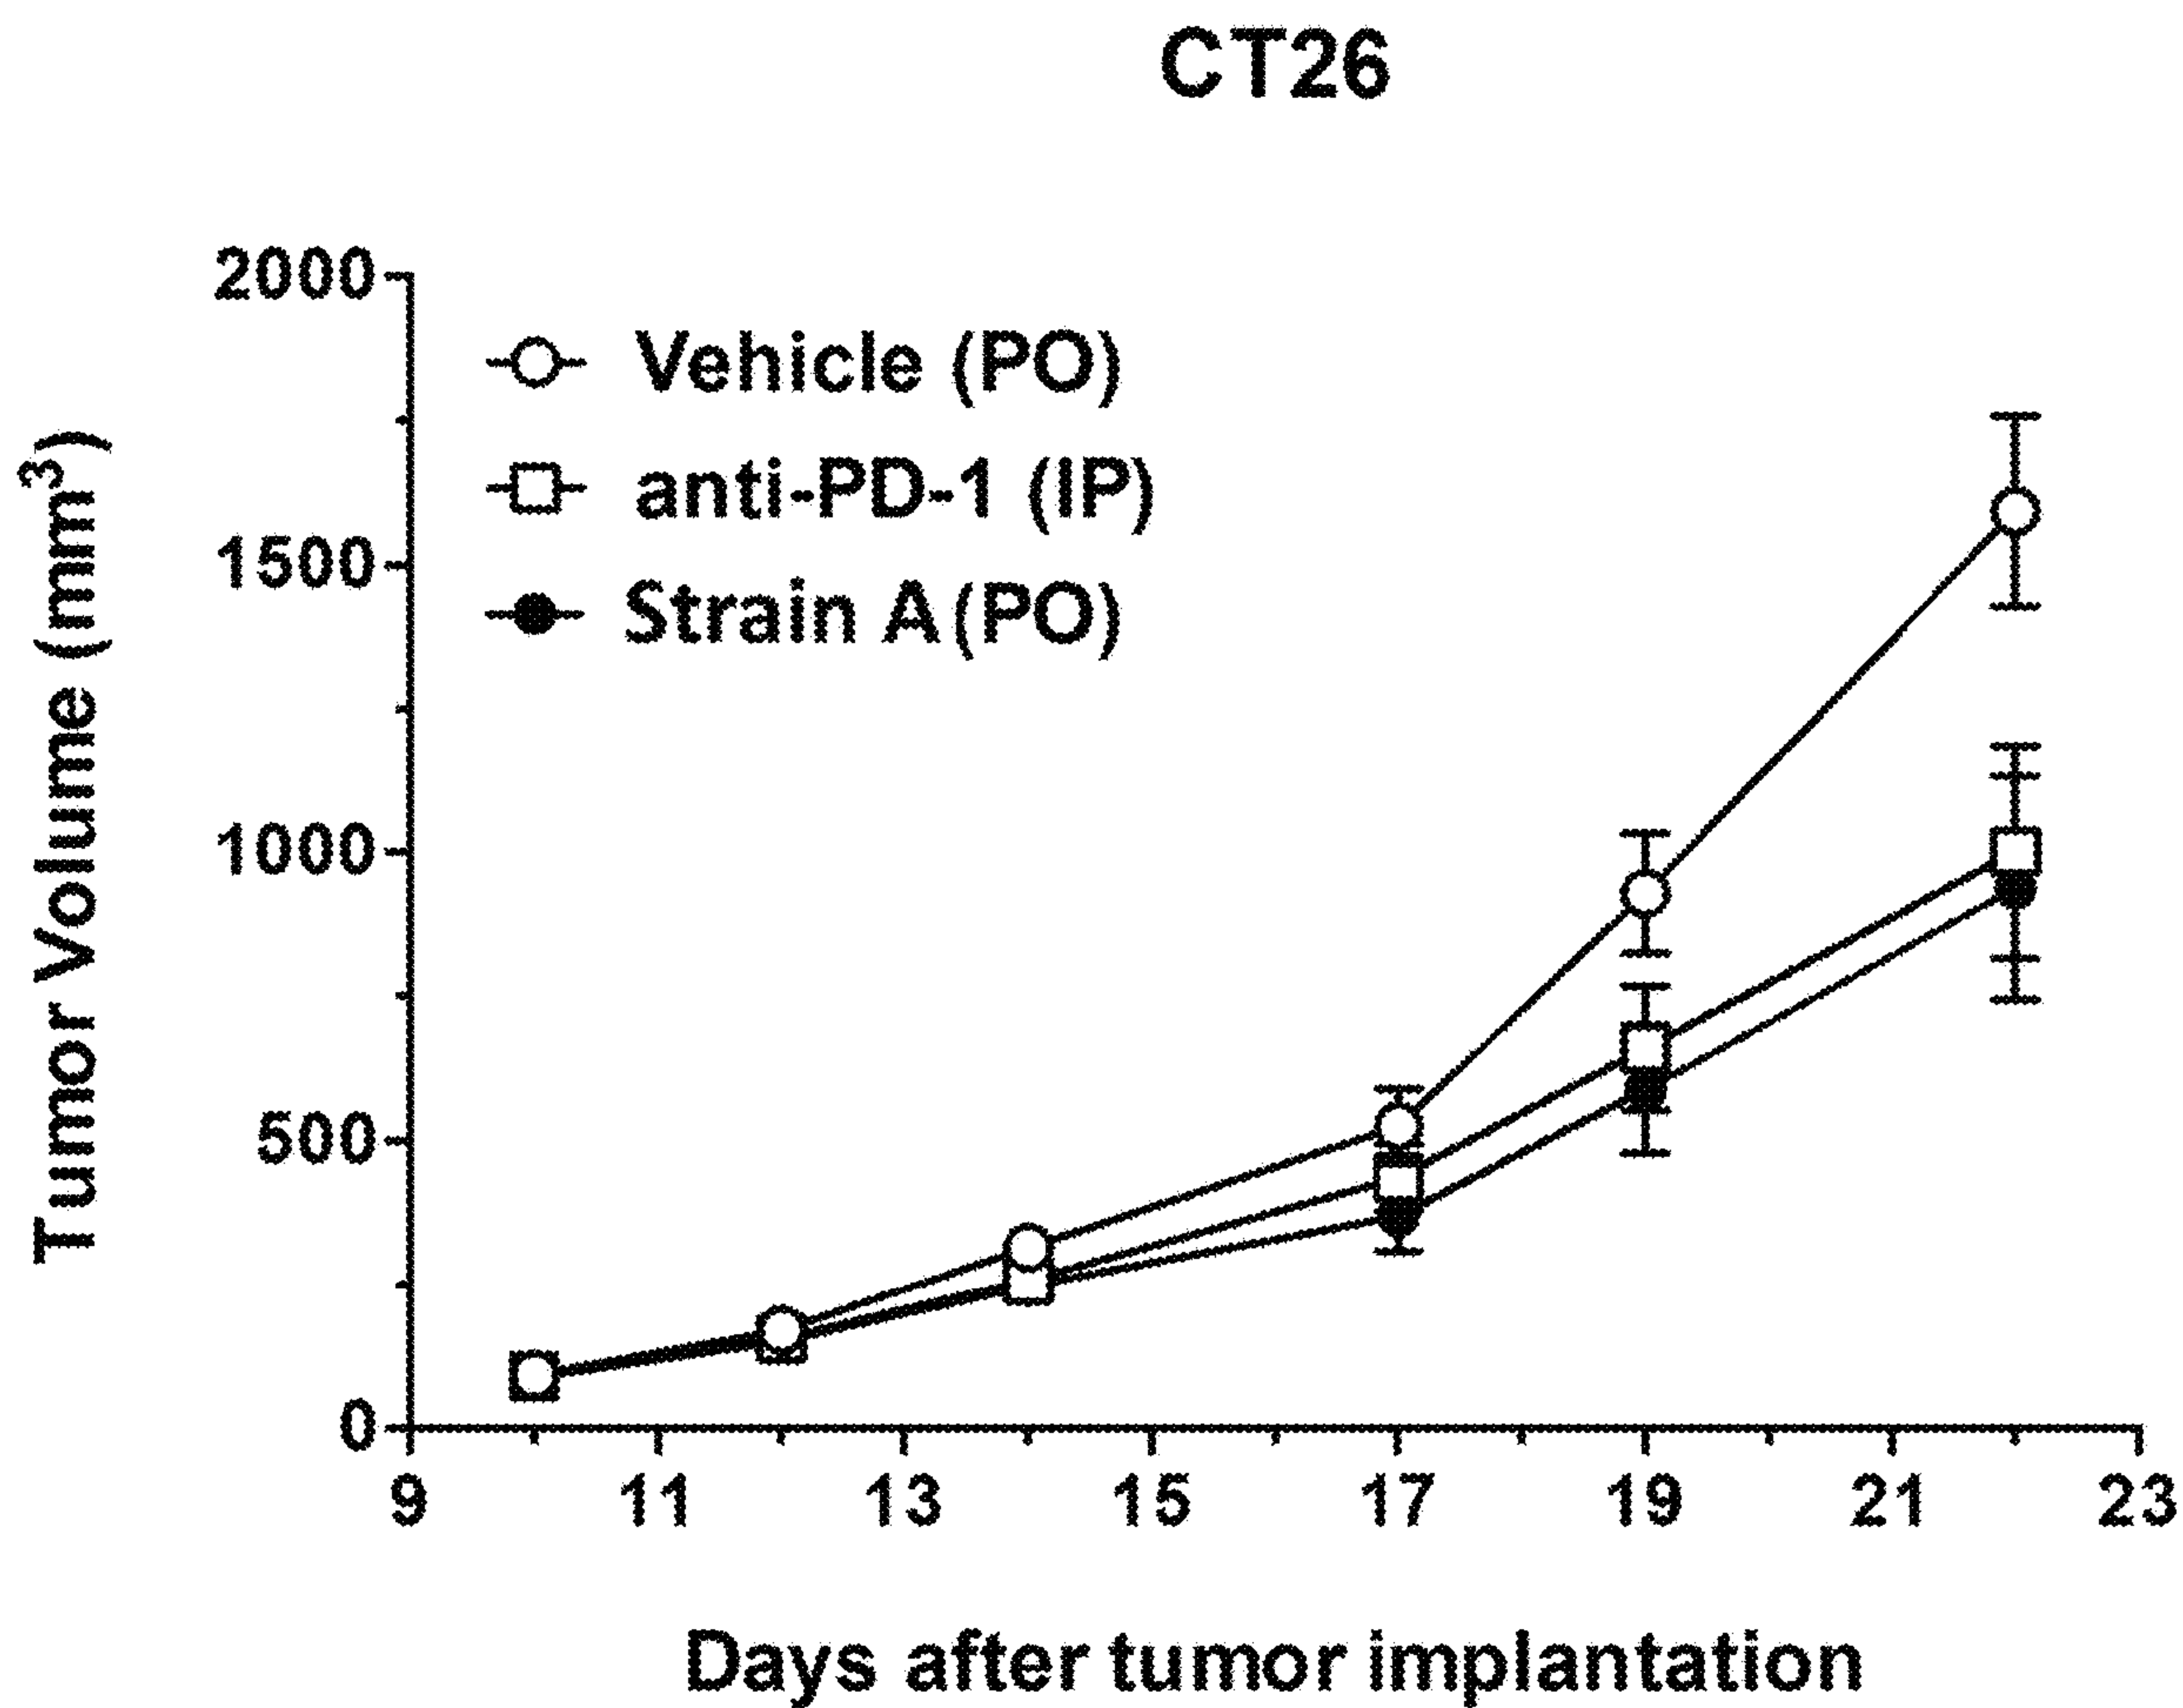 CT26
Tumor Volume (mm³)
2000
1500
1000
500
0
Vehicle (PO)
anti-PD-1 (IP)
Strain A (PO)
9 11 13 15 17 19 21 23
Days after tumor implantation